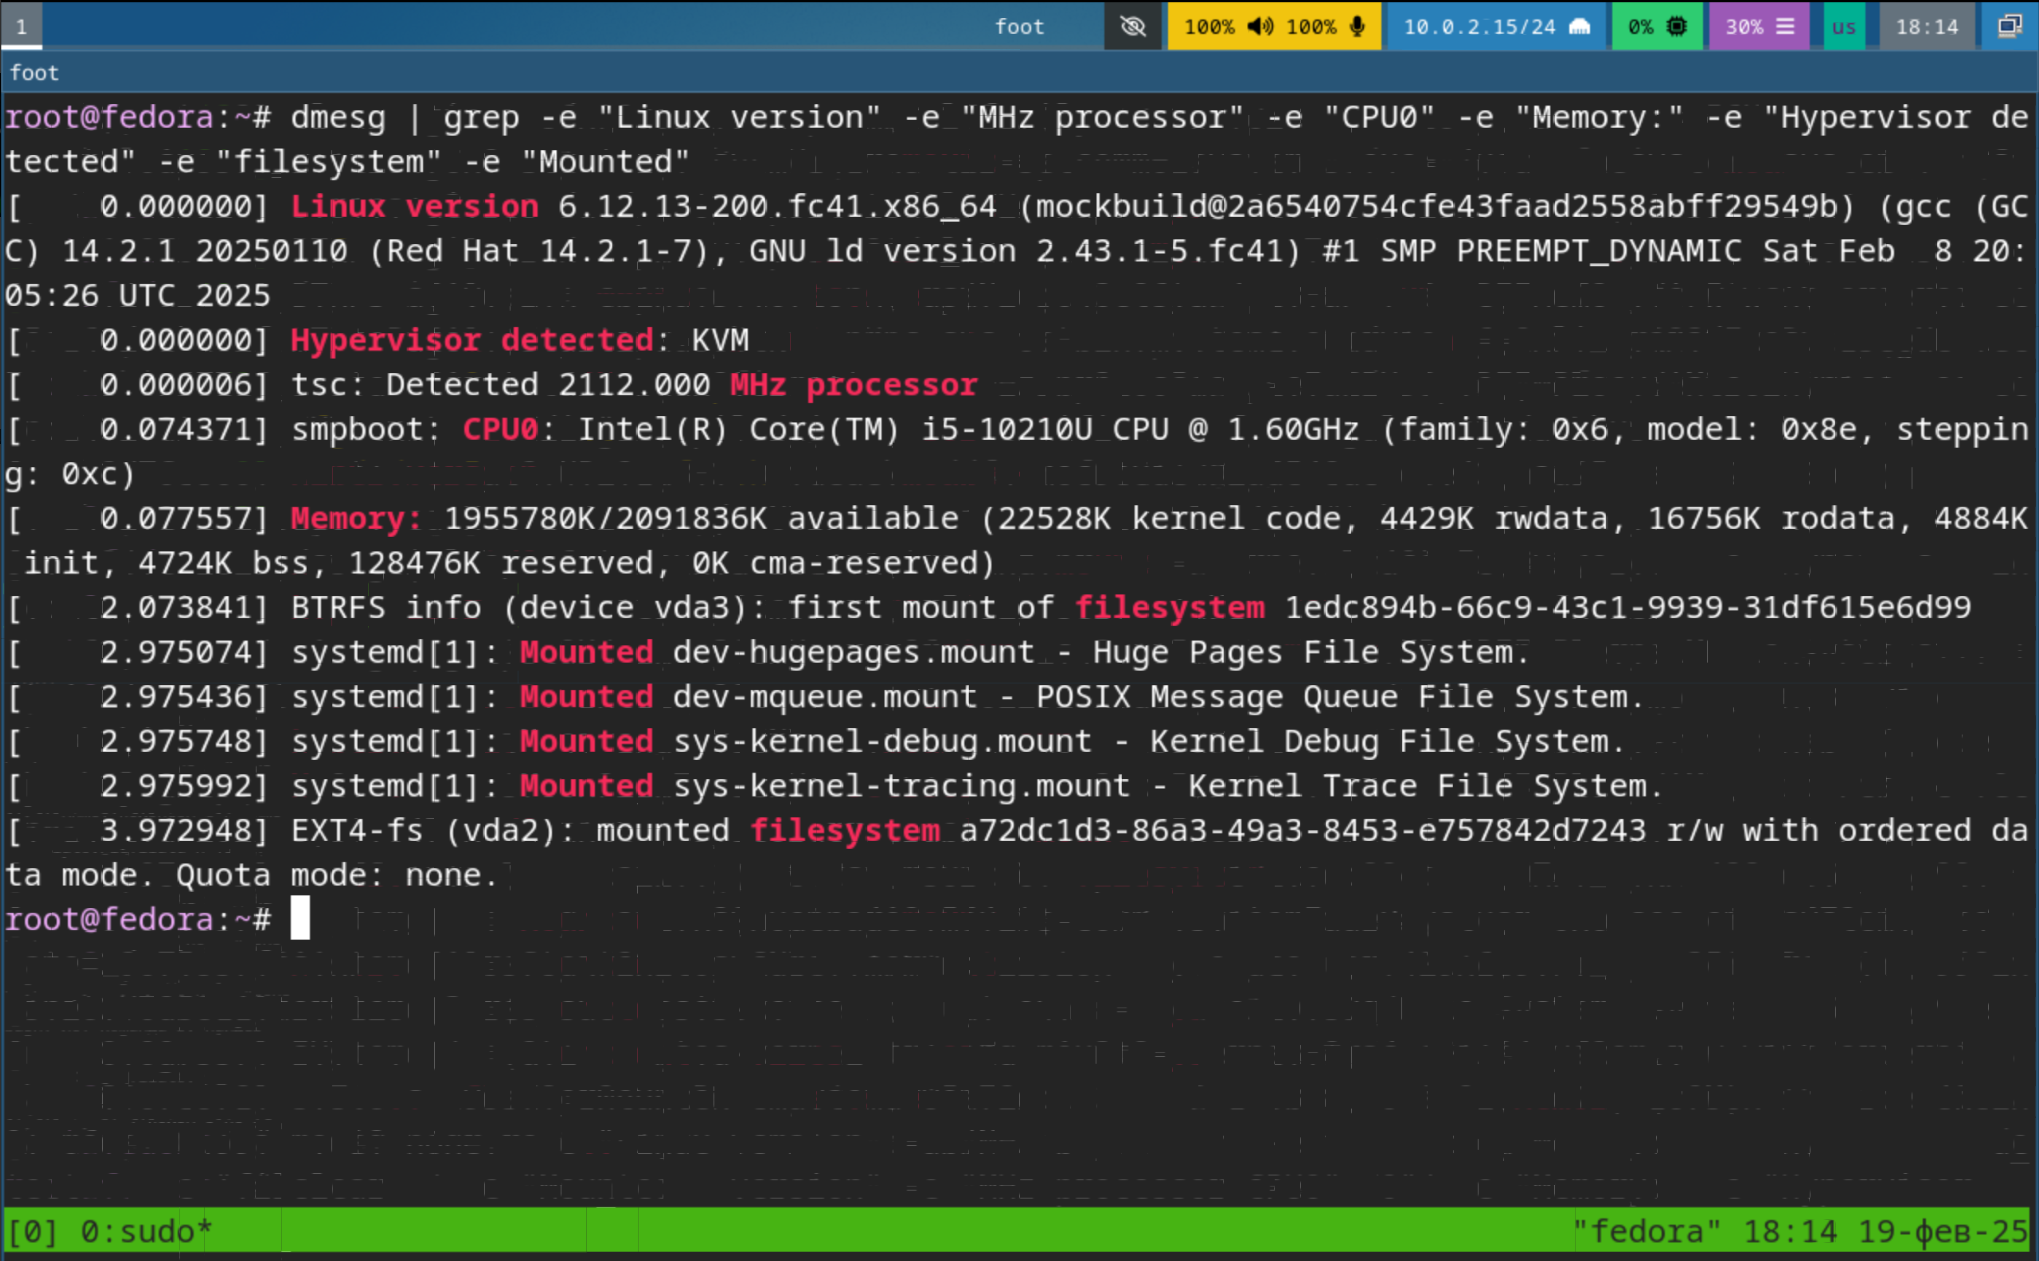 1 foot 100% 100% 10.0.2.15/24 0% 30% us 18:14
foot
root@fedora:~# dmesg | grep -e "Linux version" -e "MHz processor" -e "CPU0" -e "Memory:" -e "Hypervisor de
tected" -e "filesystem" -e "Mounted"
[    0.000000] Linux version 6.12.13-200.fc41.x86_64 (mockbuild@2a6540754cfe43faad2558abff29549b) (gcc (GC
C) 14.2.1 20250110 (Red Hat 14.2.1-7), GNU ld version 2.43.1-5.fc41) #1 SMP PREEMPT_DYNAMIC Sat Feb  8 20:
05:26 UTC 2025
[    0.000000] Hypervisor detected: KVM
[    0.000006] tsc: Detected 2112.000 MHz processor
[    0.074371] smpboot: CPU0: Intel(R) Core(TM) i5-10210U CPU @ 1.60GHz (family: 0x6, model: 0x8e, steppin
g: 0xc)
[    0.077557] Memory: 1955780K/2091836K available (22528K kernel code, 4429K rwdata, 16756K rodata, 4884K
 init, 4724K bss, 128476K reserved, 0K cma-reserved)
[    2.073841] BTRFS info (device vda3): first mount of filesystem 1edc894b-66c9-43c1-9939-31df615e6d99
[    2.975074] systemd[1]: Mounted dev-hugepages.mount - Huge Pages File System.
[    2.975436] systemd[1]: Mounted dev-mqueue.mount - POSIX Message Queue File System.
[    2.975748] systemd[1]: Mounted sys-kernel-debug.mount - Kernel Debug File System.
[    2.975992] systemd[1]: Mounted sys-kernel-tracing.mount - Kernel Trace File System.
[    3.972948] EXT4-fs (vda2): mounted filesystem a72dc1d3-86a3-49a3-8453-e757842d7243 r/w with ordered da
ta mode. Quota mode: none.
root@fedora:~#
[0] 0:sudo* "fedora" 18:14 19-фев-25